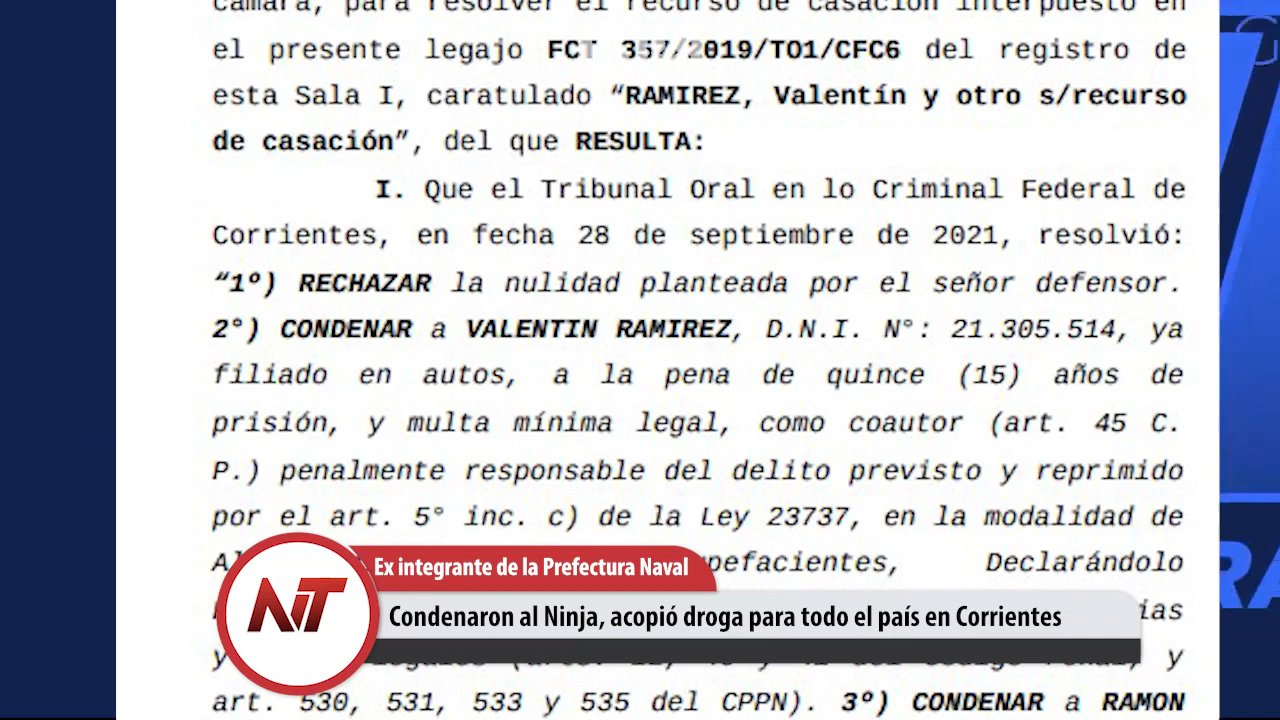 cámara, para resolver el recurso de casación interpuesto en
el presente legajo FCT 357/2019/TO1/CFC6 del registro de
esta Sala I, caratulado “RAMIREZ, Valentín y otro s/recurso
de casación”, del que RESULTA:
I. Que el Tribunal Oral en lo Criminal Federal de
Corrientes, en fecha 28 de septiembre de 2021, resolvió:
“1º) RECHAZAR la nulidad planteada por el señor defensor.
2°) CONDENAR a VALENTIN RAMIREZ, D.N.I. N°: 21.305.514, ya
filiado en autos, a la pena de quince (15) años de
prisión, y multa mínima legal, como coautor (art. 45 C.
P.) penalmente responsable del delito previsto y reprimido
por el art. 5° inc. c) de la Ley 23737, en la modalidad de
pefacientes, Declarándolo
Ex integrante de la Prefectura Naval
NiT
Condenaron al Ninja, acopió droga para todo el país en Corrientes
ias
y
y
art. 530, 531, 533 y 535 del CPPN). 3º) CONDENAR a RAMON
RA